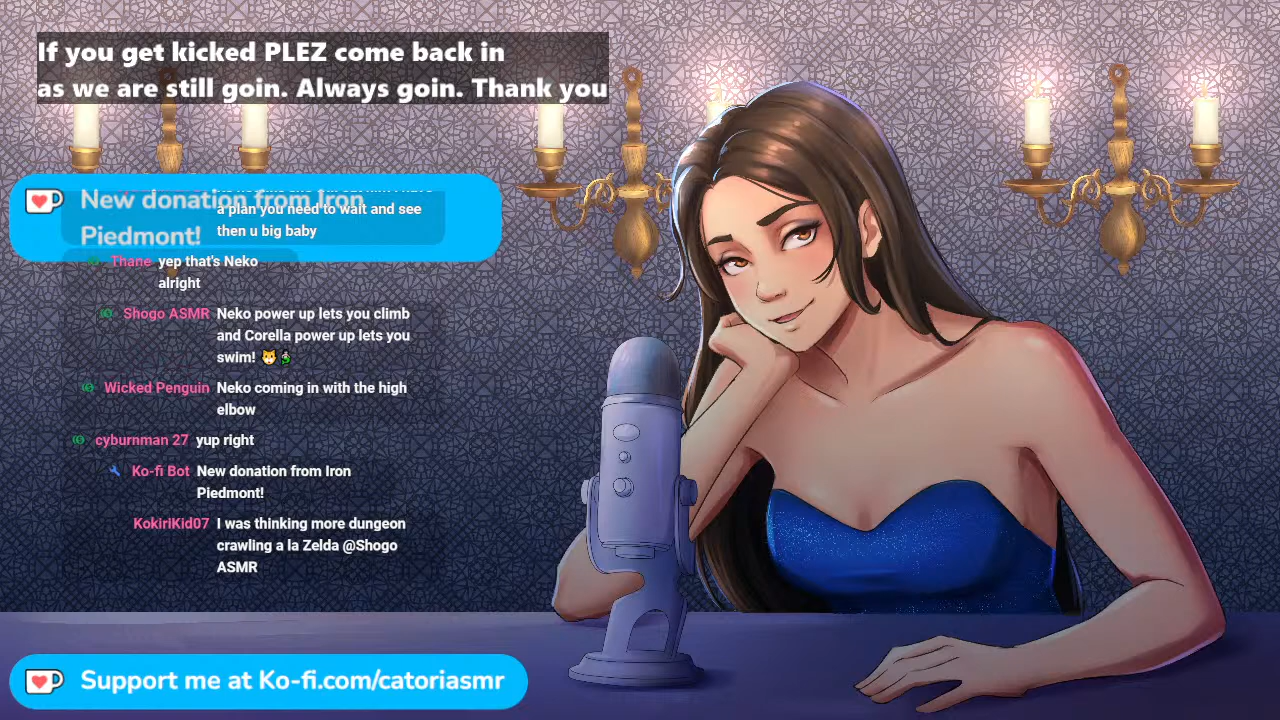 If you get kicked PLEZ come back in
as we are still goin. Always goin. Thank you
New donation from Iron
Piedmont!
a plan you need to wait and see
then u big baby
Thane yep that's Neko
alright
Shogo ASMR Neko power up lets you climb
and Corella power up lets you
swim! 🐱🧜‍♀️
Wicked Penguin Neko coming in with the high
elbow
cyburnman 27 yup right
Ko-fi Bot New donation from Iron
Piedmont!
KokiriKid07 I was thinking more dungeon
crawling a la Zelda @Shogo
ASMR
Support me at Ko-fi.com/catoriasmr